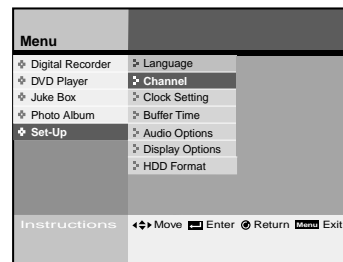 Menu
Digital Recorder
DVD Player
Juke Box
Photo Album
Set-Up
Language
Channel
Clock Setting
Buffer Time
Audio Options
Display Options
HDD Format
Instructions
Move Enter Return Menu Exit